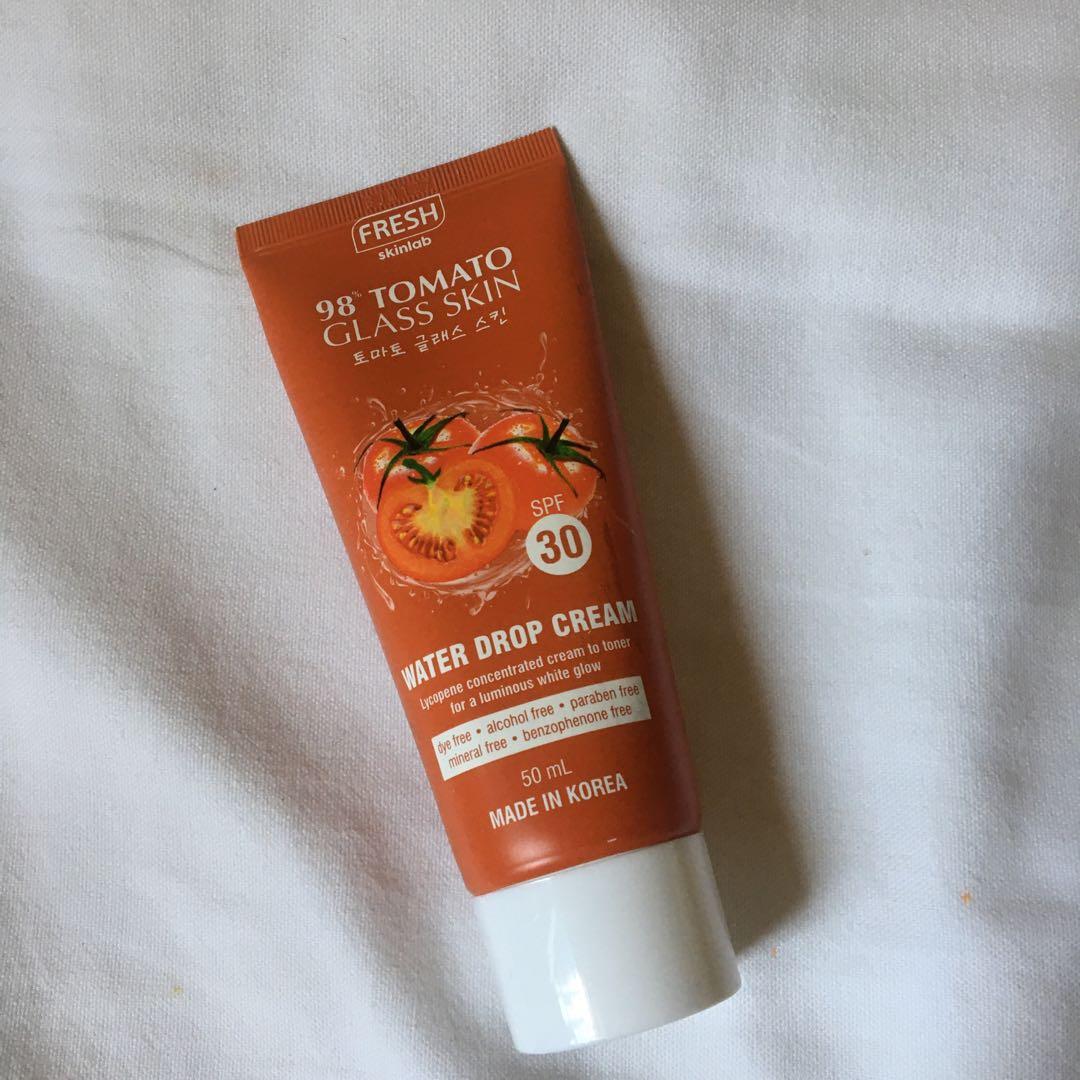 FRESH
skinlab
98% TOMATO
GLASS SKIN
토마토 글래스 스킨
SPF
30
WATER DROP CREAM
Lycopene concentrated cream to toner
for a luminous white glow
dye free • alcohol free • paraben free
mineral free • benzophenone free
50 mL
MADE IN KOREA